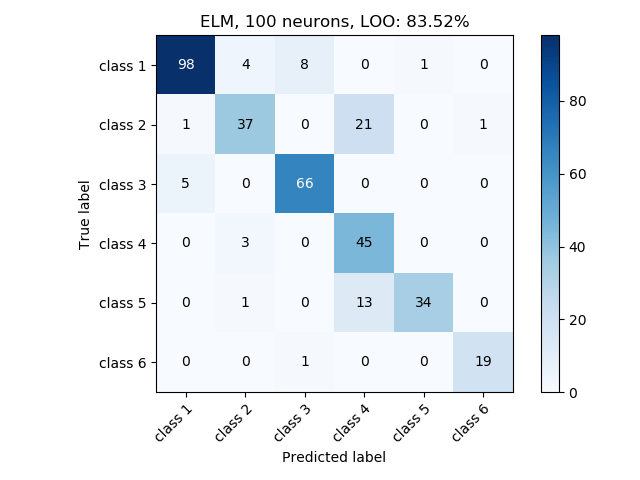 ELM, 100 neurons, LOO: 83.52%
class 1 98 4 8 0 1 0
class 2 1 37 0 21 0 1
class 3 5 0 66 0 0 0
class 4 0 3 0 45 0 0
class 5 0 1 0 13 34 0
class 6 0 0 1 0 0 19
True label
class 1 class 2 class 3 class 4 class 5 class 6
Predicted label
80
60
40
20
0